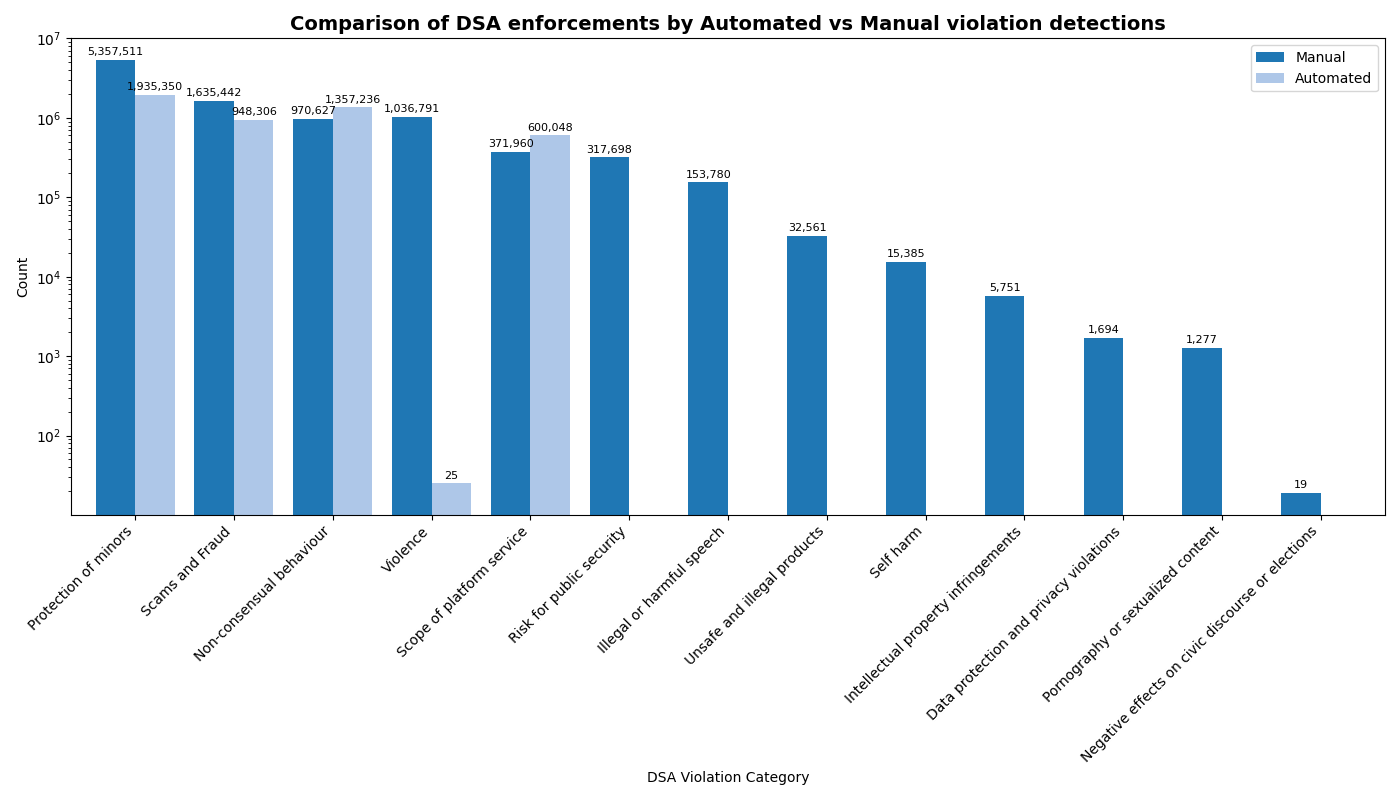 Comparison of DSA enforcements by Automated vs Manual violation detections
Manual
Automated
Count
10^7
10^6
10^5
10^4
10^3
10^2
5,357,511
1,935,350
1,635,442
948,306
970,627
1,357,236
1,036,791
25
371,960
600,048
317,698
153,780
32,561
15,385
5,751
1,694
1,277
19
Protection of minors
Scams and Fraud
Non-consensual behaviour
Violence
Scope of platform service
Risk for public security
Illegal or harmful speech
Unsafe and illegal products
Self harm
Intellectual property infringements
Data protection and privacy violations
Pornography or sexualized content
Negative effects on civic discourse or elections
DSA Violation Category